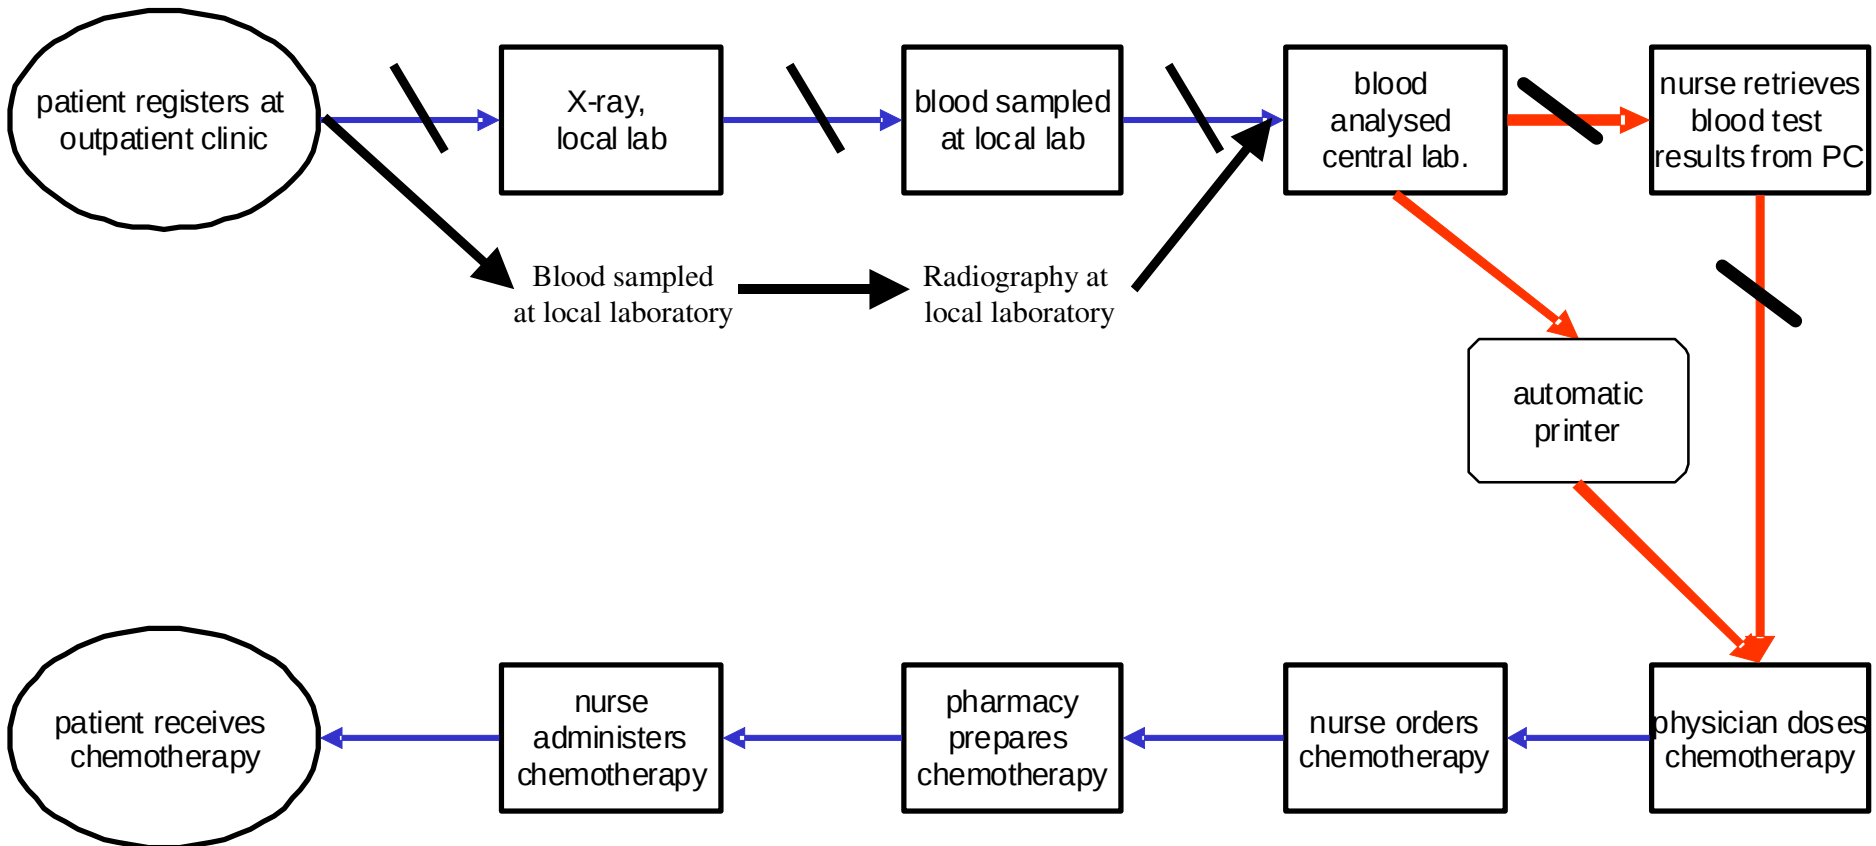 patient registers at
outpatient clinic
X-ray,
local lab
blood sampled
at local lab
blood
analysed
central lab.
nurse retrieves
blood test
results from PC
Blood sampled
at local laboratory
Radiography at
local laboratory
automatic
printer
patient receives
chemotherapy
nurse
administers
chemotherapy
pharmacy
prepares
chemotherapy
nurse orders
chemotherapy
physician doses
chemotherapy